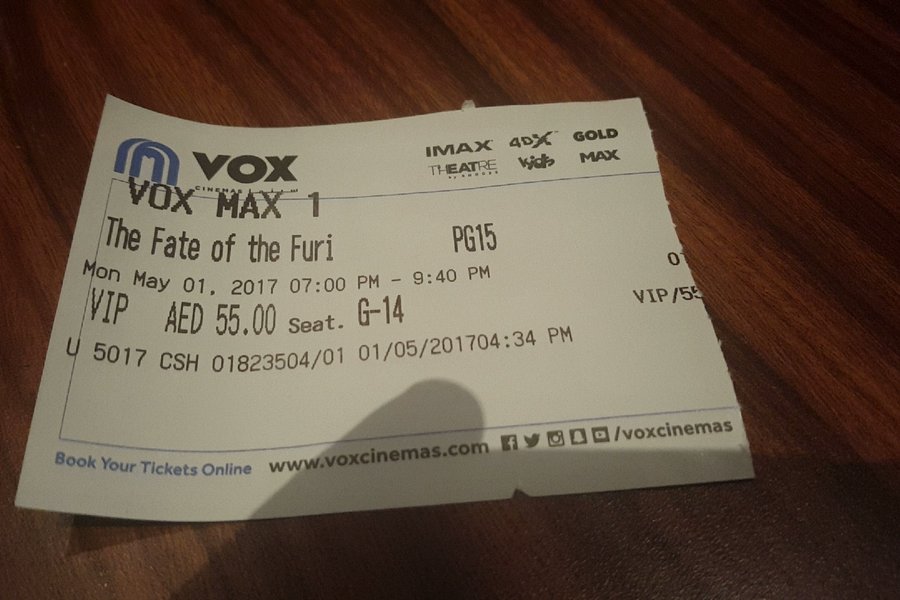 VOX
CINEMAS
IMAX 4DX GOLD
THEATRE Kids MAX
VOX MAX 1
The Fate of the Furi PG15
Mon May 01, 2017 07:00 PM - 9:40 PM
VIP AED 55.00 Seat. G-14
VIP/55
U 5017 CSH 01823504/01 01/05/201704:34 PM
Book Your Tickets Online www.voxcinemas.com /voxcinemas